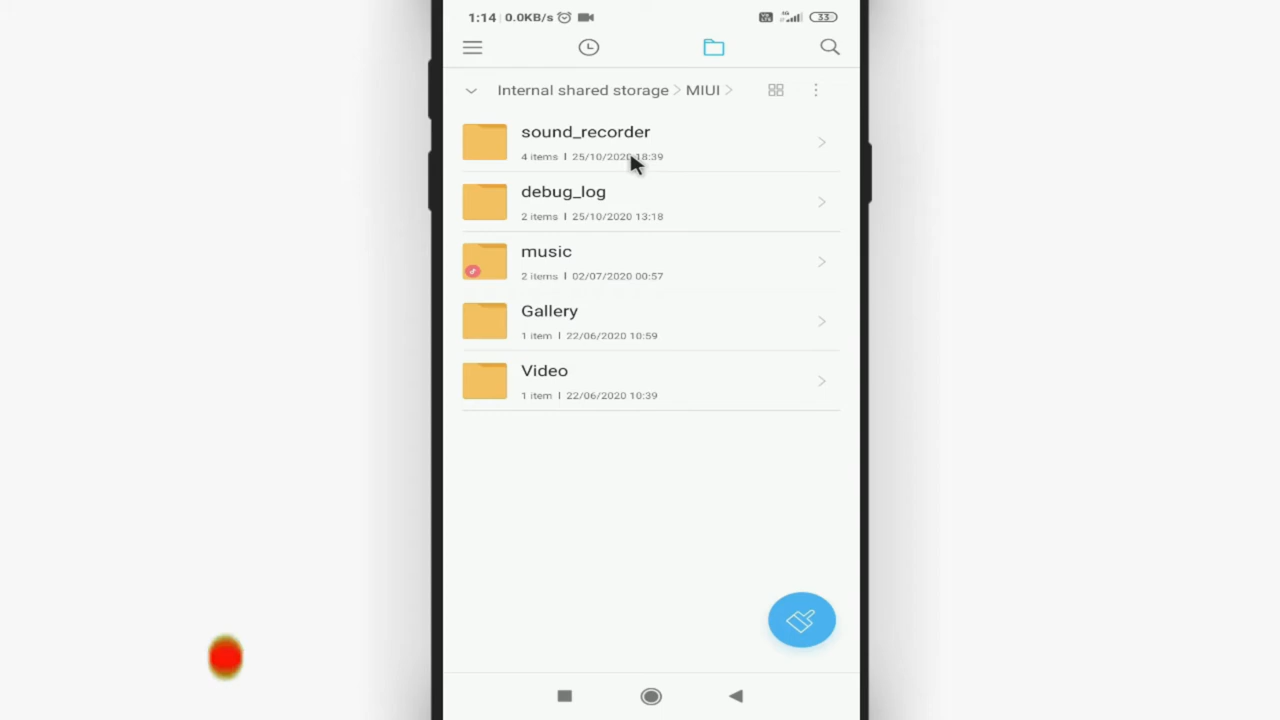 1:14 0.0KB/s 33
Internal shared storage > MIUI >
sound_recorder
4 items | 25/10/2020 18:39
debug_log
2 items | 25/10/2020 13:18
music
2 items | 02/07/2020 00:57
Gallery
1 item | 22/06/2020 10:59
Video
1 item | 22/06/2020 10:39